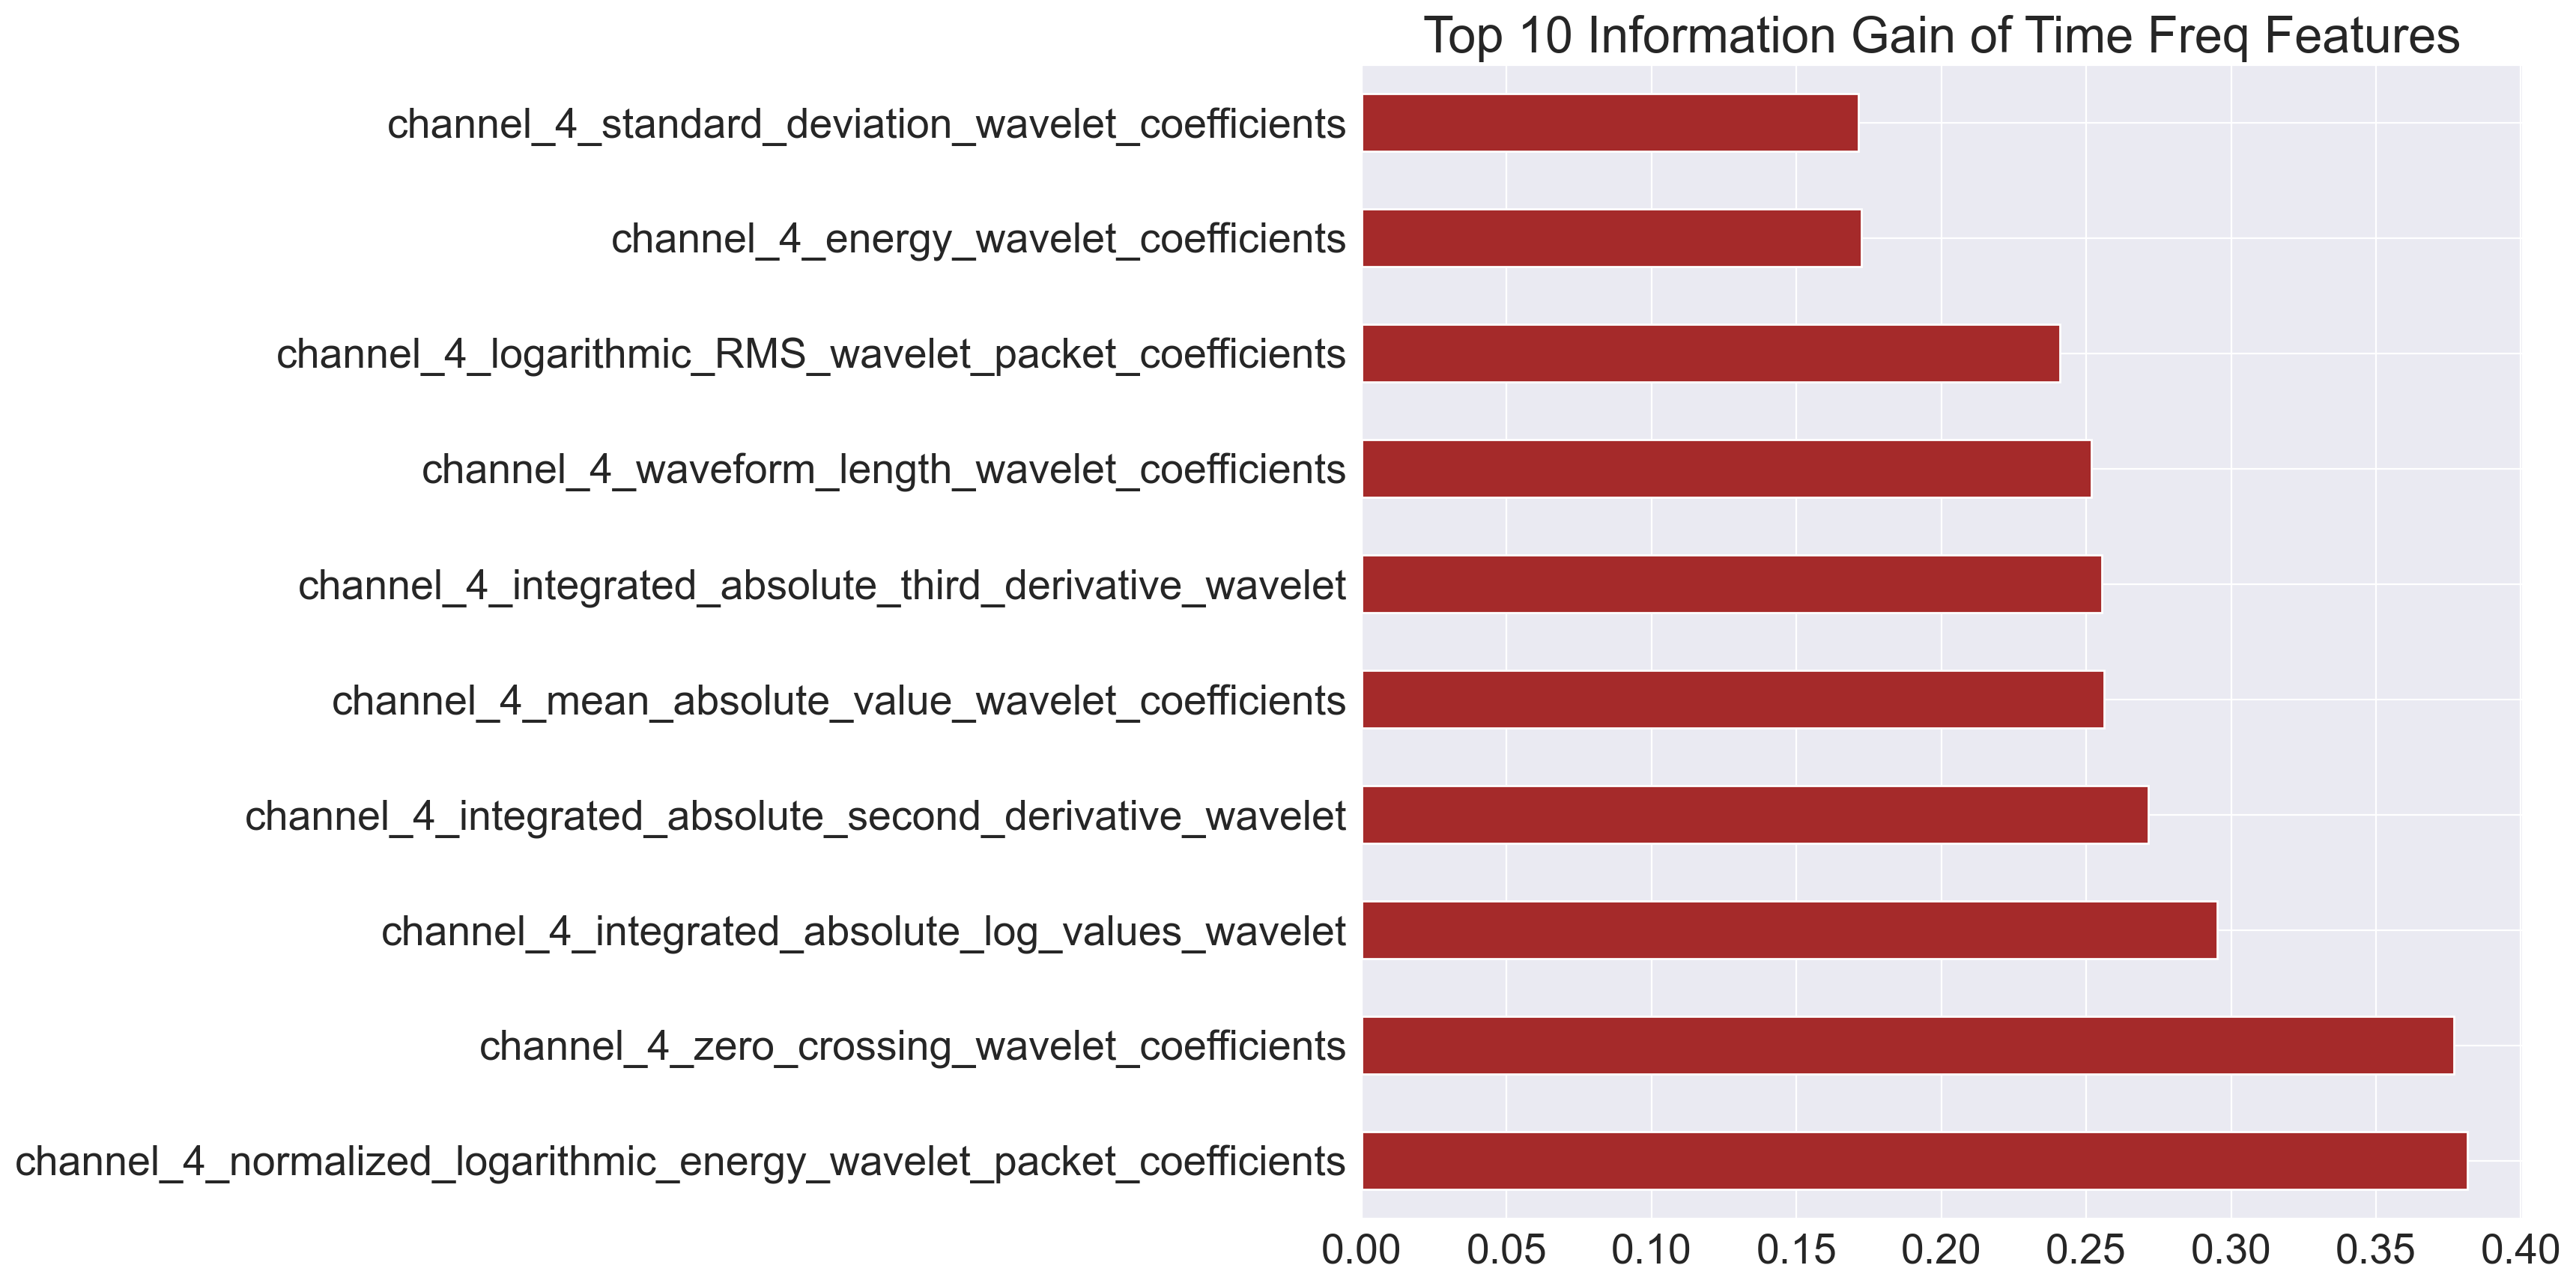 Top 10 Information Gain of Time Freq Features
channel_4_standard_deviation_wavelet_coefficients
channel_4_energy_wavelet_coefficients
channel_4_logarithmic_RMS_wavelet_packet_coefficients
channel_4_waveform_length_wavelet_coefficients
channel_4_integrated_absolute_third_derivative_wavelet
channel_4_mean_absolute_value_wavelet_coefficients
channel_4_integrated_absolute_second_derivative_wavelet
channel_4_integrated_absolute_log_values_wavelet
channel_4_zero_crossing_wavelet_coefficients
channel_4_normalized_logarithmic_energy_wavelet_packet_coefficients
0.00 0.05 0.10 0.15 0.20 0.25 0.30 0.35 0.40